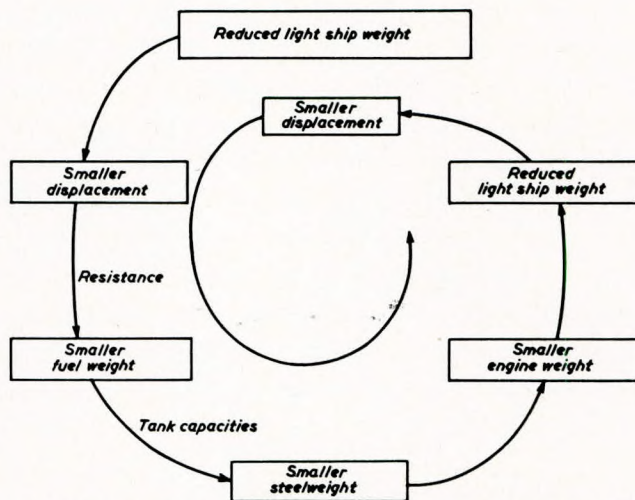 Reduced light ship weight
Smaller
displacement
Smaller
displacement
Reduced
light ship weight
Resistance
Smaller
fuel weight
Smaller
engine weight
Tank capacities
Smaller
steelweight